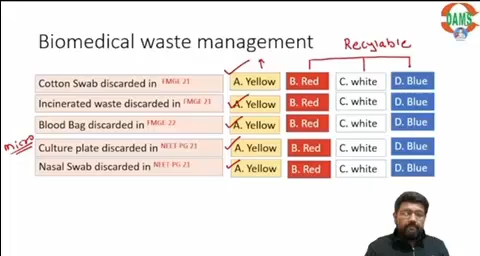 DAMS
Biomedical waste management
Recyclable
Cotton Swab discarded in FMGE 21 A. Yellow B. Red C. white D. Blue
Incinerated waste discarded in FMGE 21 A. Yellow B. Red C. white D. Blue
Blood Bag discarded in FMGE-22 A. Yellow B. Red C. white D. Blue
micro Culture plate discarded in NEET-PG 21 A. Yellow B. Red C. white D. Blue
Nasal Swab discarded in NEET-PG 21 A. Yellow B. Red C. white D. Blue